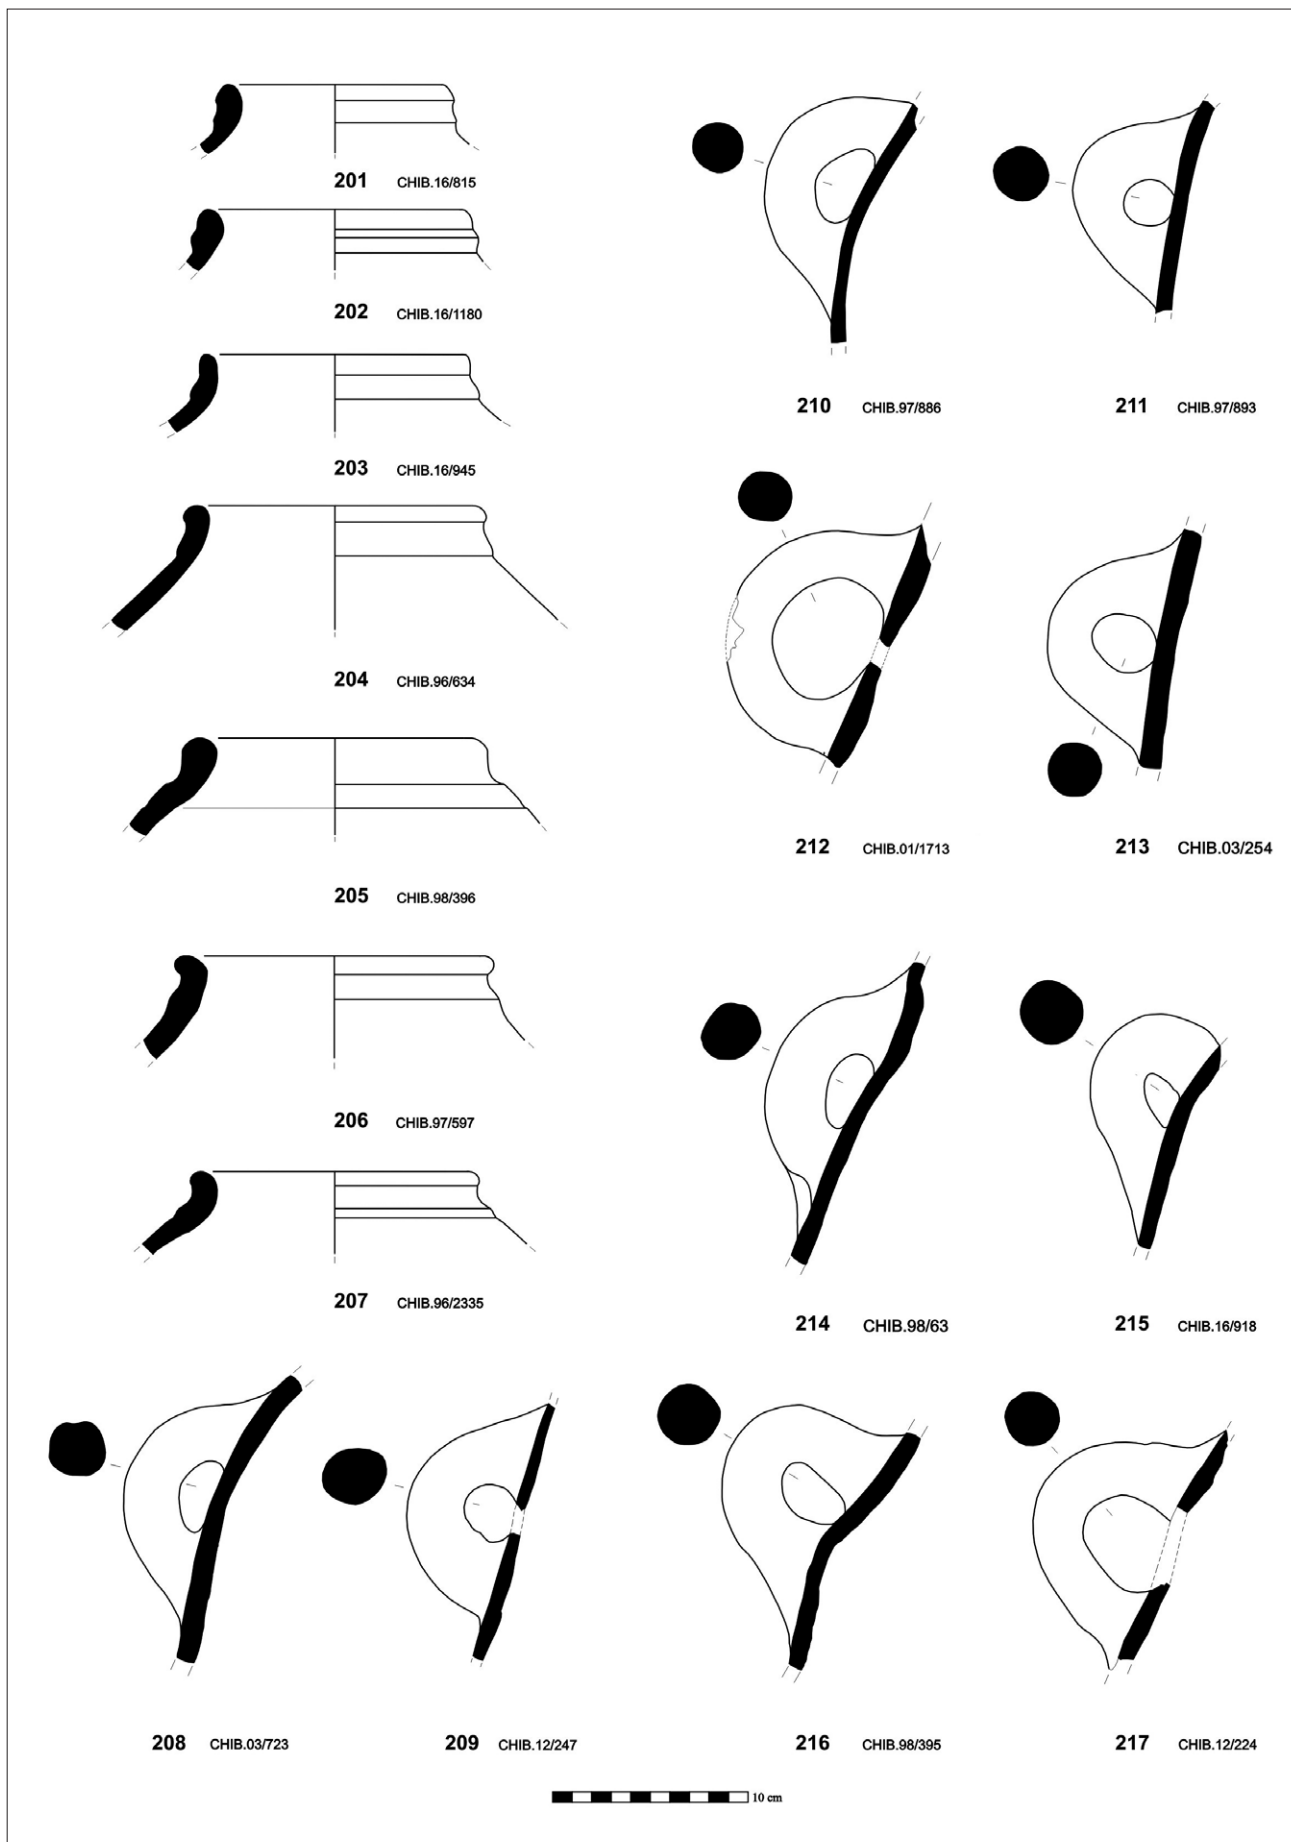 201 CHIB.16/815
202 CHIB.16/1180
203 CHIB.16/945
204 CHIB.96/634
205 CHIB.98/396
206 CHIB.97/597
207 CHIB.96/2335
210 CHIB.97/886
211 CHIB.97/893
212 CHIB.01/1713
213 CHIB.03/254
214 CHIB.98/63
215 CHIB.16/918
208 CHIB.03/723
209 CHIB.12/247
216 CHIB.98/395
217 CHIB.12/224
10 cm